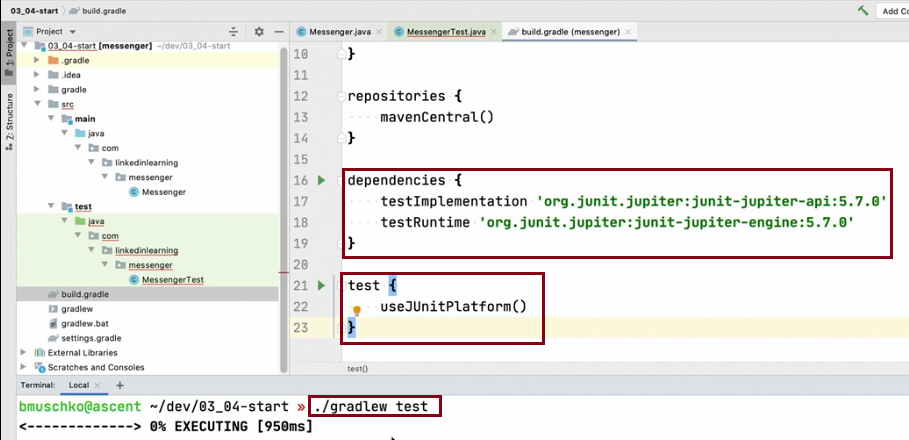 03_04-start
build.gradle
Add Co
Project
Messenger.java
MessengerTest.java
build.gradle (messenger)
1: Project
Z: Structure
03_04-start [messenger] ~/dev/03_04-start
.gradle
.idea
gradle
src
main
java
com
linkedinlearning
messenger
Messenger
test
java
com
linkedinlearning
messenger
MessengerTest
build.gradle
gradlew
gradlew.bat
settings.gradle
External Libraries
Scratches and Consoles
10 }
11
12 repositories {
13 mavenCentral()
14 }
15
16 dependencies {
17 testImplementation 'org.junit.jupiter:junit-jupiter-api:5.7.0'
18 testRuntime 'org.junit.jupiter:junit-jupiter-engine:5.7.0'
19 }
20
21 test {
22 useJUnitPlatform()
23 }
test()
Terminal: Local +
bmuschko@ascent ~/dev/03_04-start » ./gradlew test
<-------------> 0% EXECUTING [950ms]